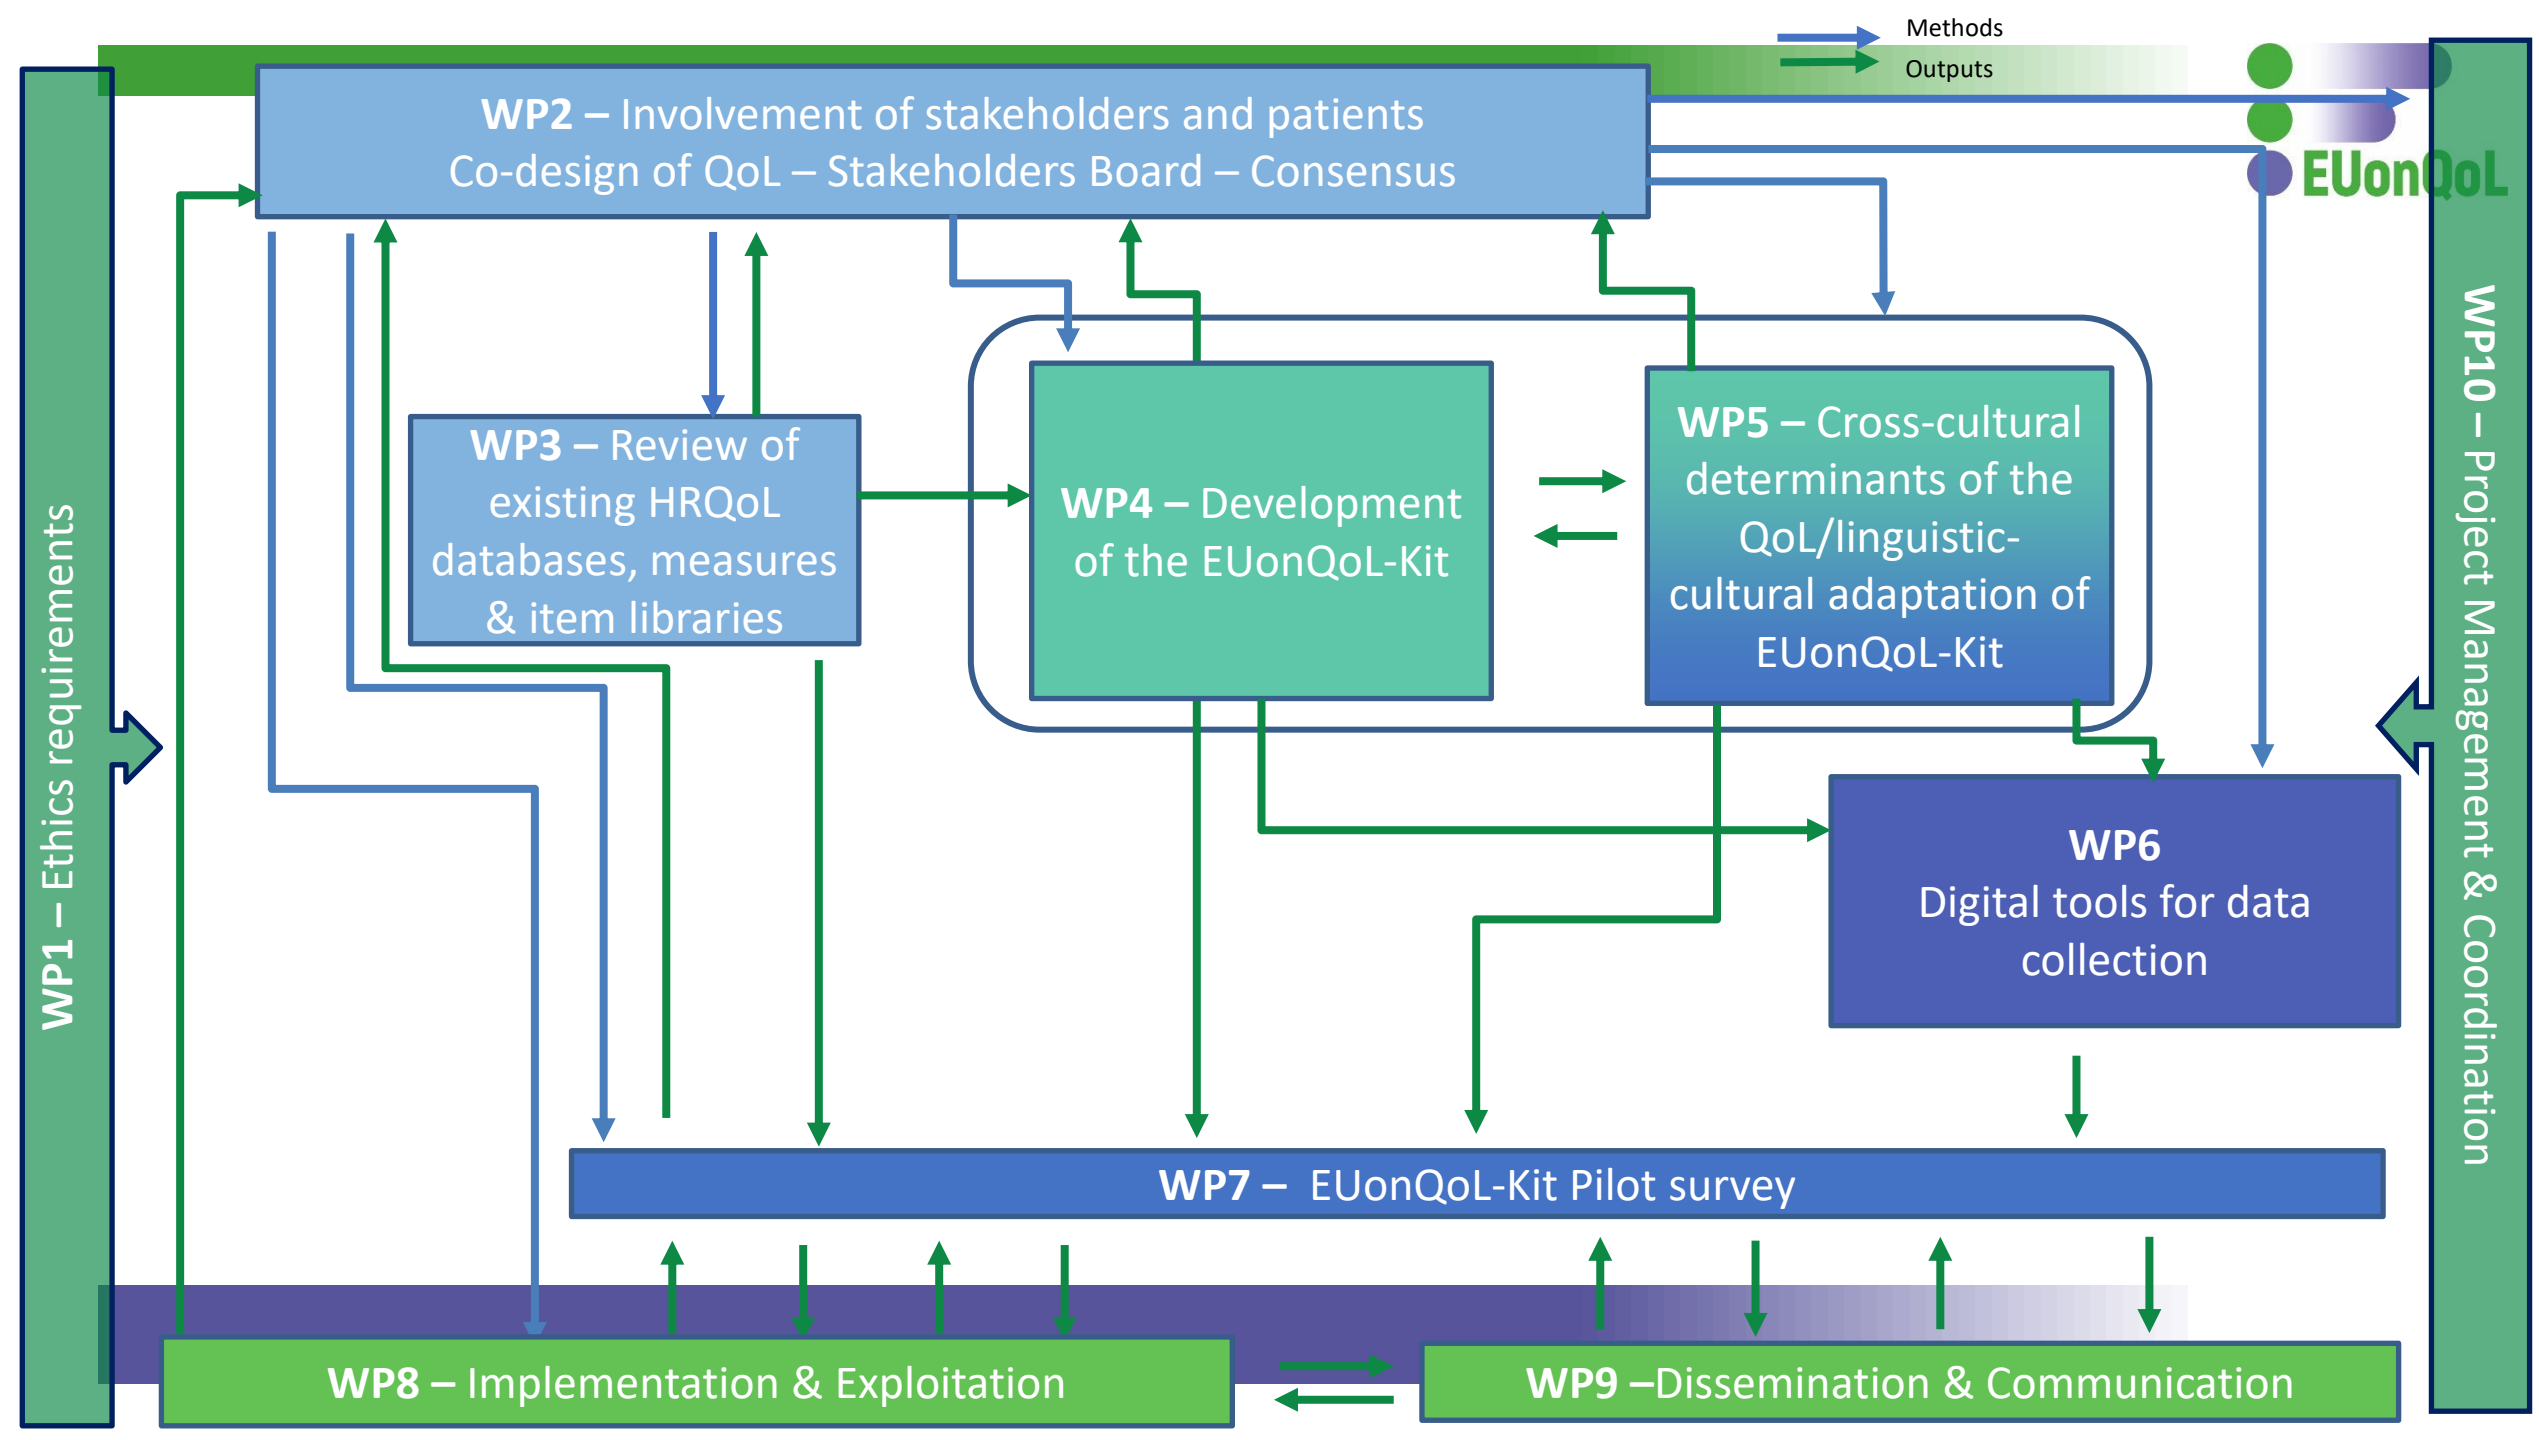 Methods
Outputs
EUonQoL
WP2 – Involvement of stakeholders and patients
Co-design of QoL – Stakeholders Board – Consensus
WP1 – Ethics requirements
WP3 – Review of
existing HRQoL
databases, measures
& item libraries
WP4 – Development
of the EUonQoL-Kit
WP5 – Cross-cultural
determinants of the
QoL/linguistic-
cultural adaptation of
EUonQoL-Kit
WP10 – Project Management & Coordination
WP6
Digital tools for data
collection
WP7 – EUonQoL-Kit Pilot survey
WP8 – Implementation & Exploitation
WP9 –Dissemination & Communication